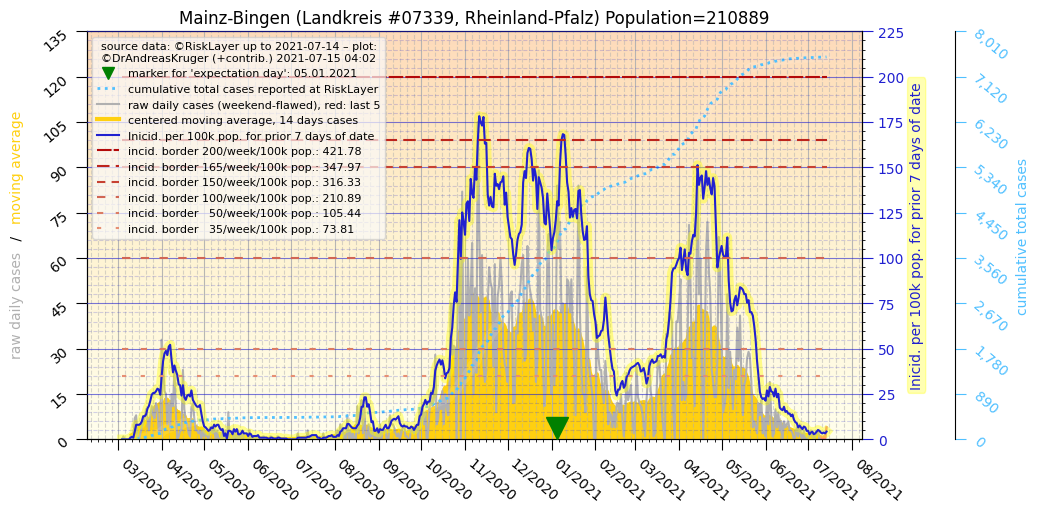 Mainz-Bingen (Landkreis #07339, Rheinland-Pfalz) Population=210889
source data: ©RiskLayer up to 2021-07-14 – plot:
©DrAndreasKruger (+contrib.) 2021-07-15 04:02
marker for 'expectation day': 05.01.2021
cumulative total cases reported at RiskLayer
raw daily cases (weekend-flawed), red: last 5
centered moving average, 14 days cases
Inicid. per 100k pop. for prior 7 days of date
incid. border 200/week/100k pop.: 421.78
incid. border 165/week/100k pop.: 347.97
incid. border 150/week/100k pop.: 316.33
incid. border 100/week/100k pop.: 210.89
incid. border   50/week/100k pop.: 105.44
incid. border   35/week/100k pop.: 73.81
raw daily cases  /  moving average
135
120
105
90
75
60
45
30
15
0
225
200
175
150
125
100
75
50
25
0
Inicid. per 100k pop. for prior 7 days of date
8,010
7,120
6,230
5,340
4,450
3,560
2,670
1,780
890
0
cumulative total cases
03/2020
04/2020
05/2020
06/2020
07/2020
08/2020
09/2020
10/2020
11/2020
12/2020
01/2021
02/2021
03/2021
04/2021
05/2021
06/2021
07/2021
08/2021